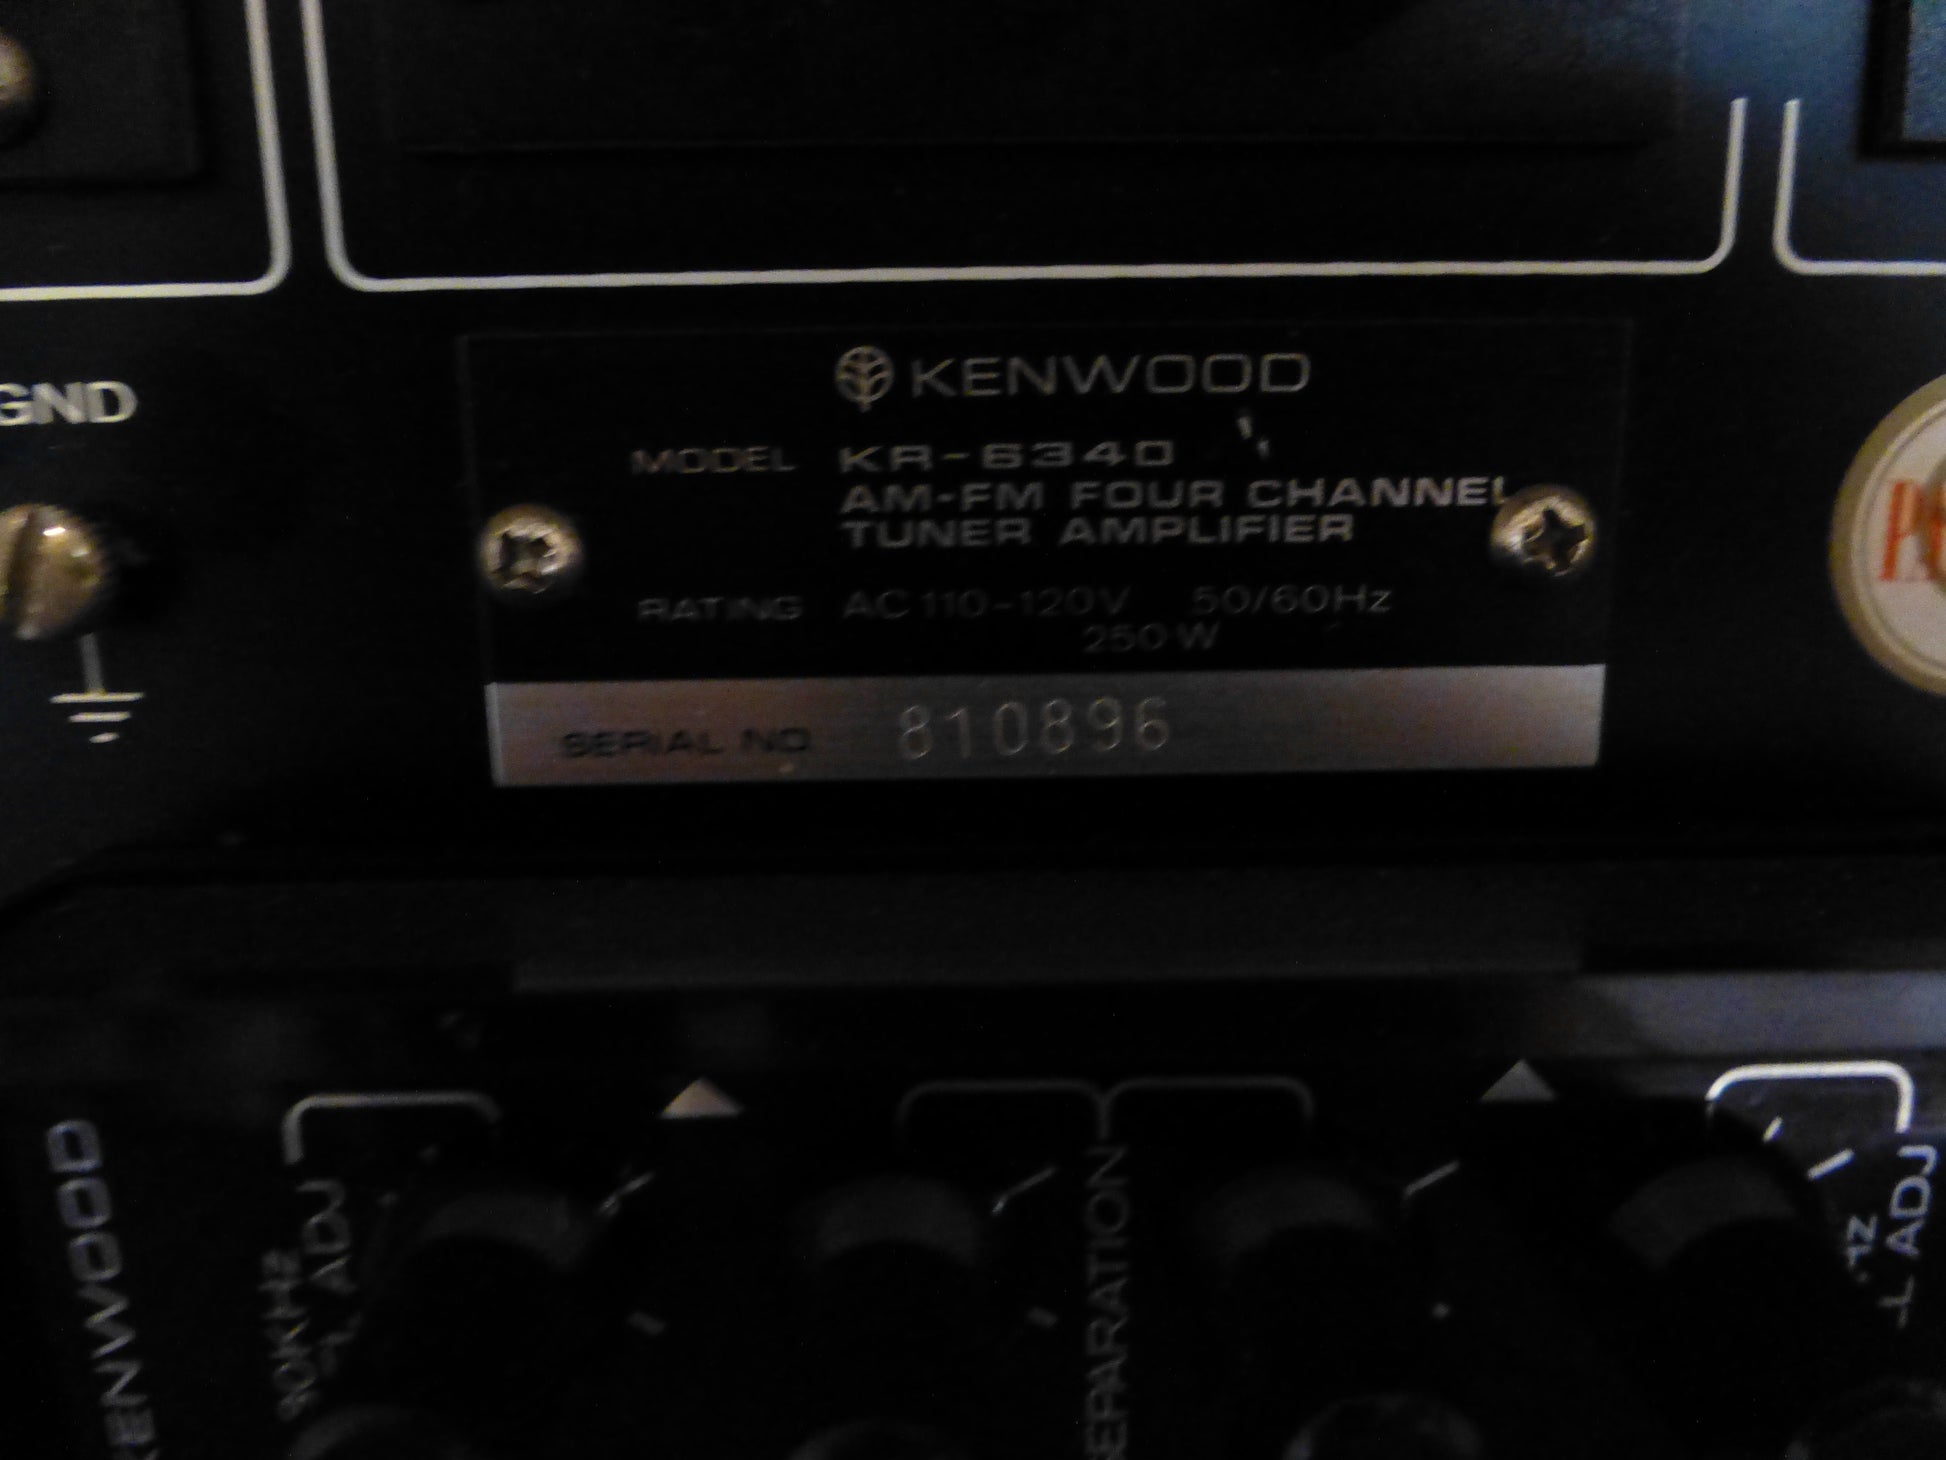 GND
KENWOOD
MODEL KR-6340
AM-FM FOUR CHANNEL
TUNER AMPLIFIER
RATING AC 110-120V 50/60Hz
250W
SERIAL NO. 810896
KENWOOD
30KHz
ADJ
SEPARATION
ADJ